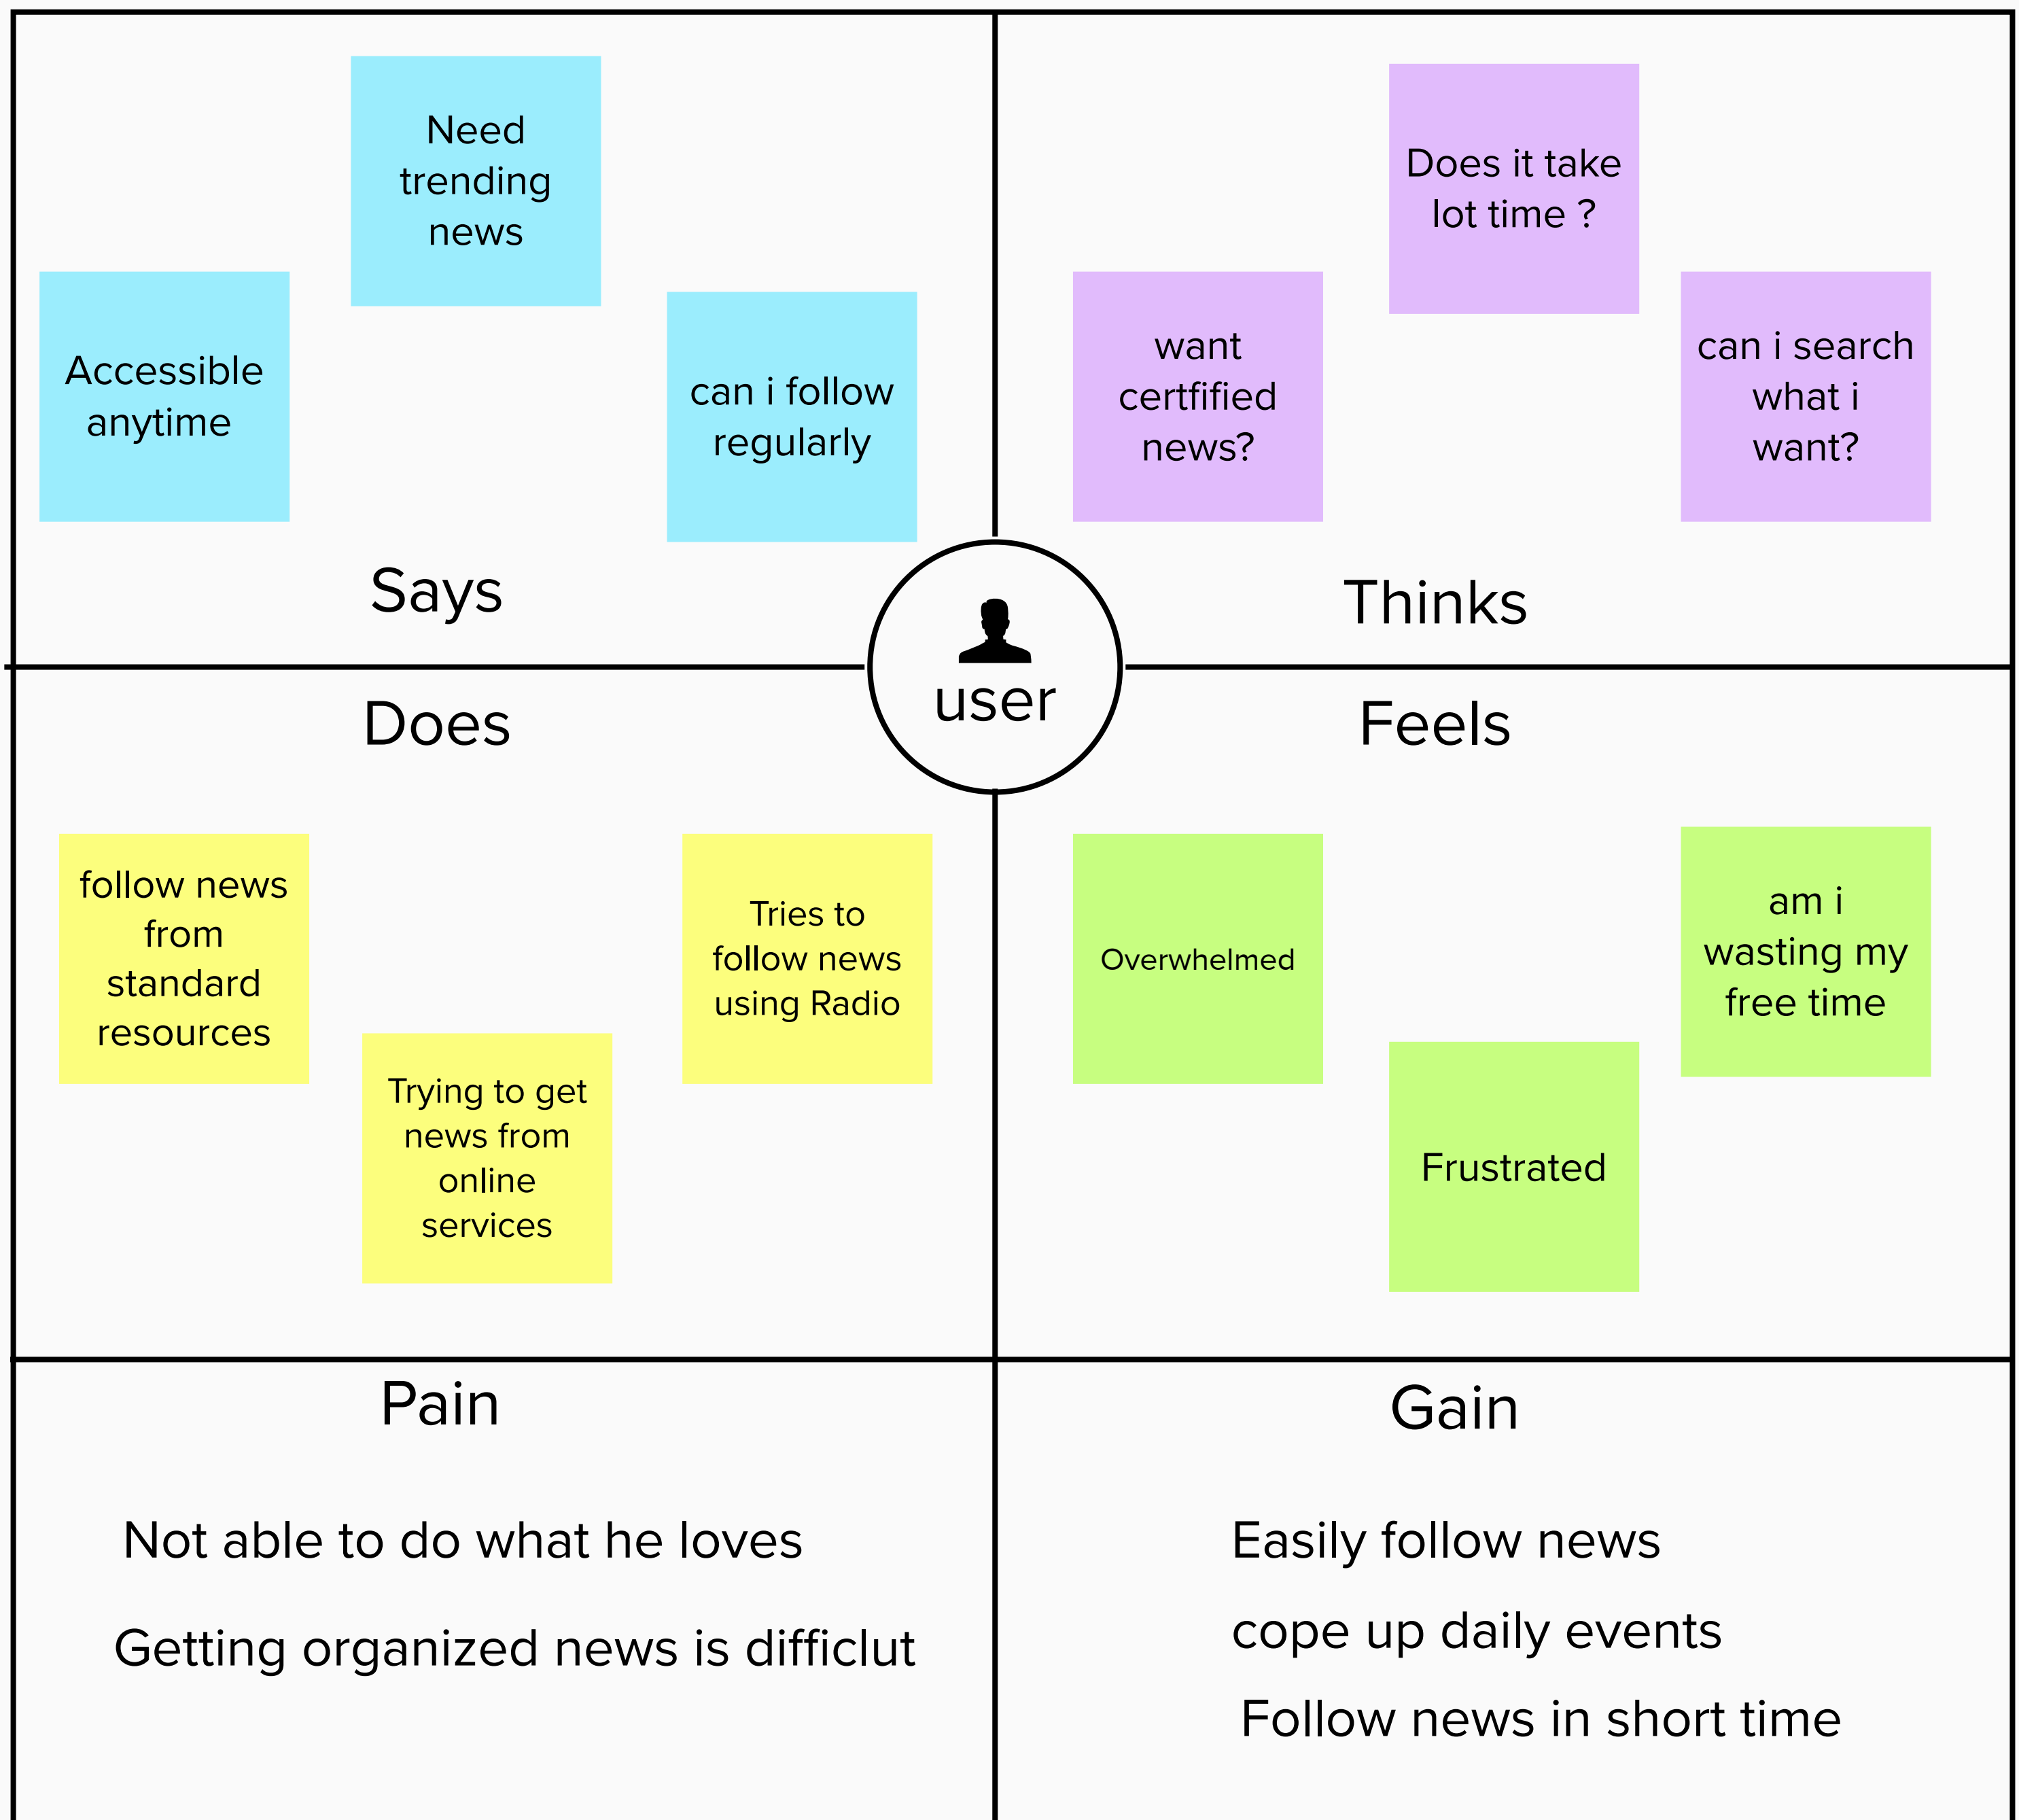 Need
trending
news
Accessible
anytime
can i follow
regularly
Says
Does it take
lot time ?
want
certfified
news?
can i search
what i
want?
Thinks
user
Does
follow news
from
standard
resources
Trying to get
news from
online
services
Tries to
follow news
using Radio
Feels
Overwhelmed
am i
wasting my
free time
Frustrated
Pain
Not able to do what he loves
Getting organized news is difficlut
Gain
Easily follow news
cope up daily events
Follow news in short time